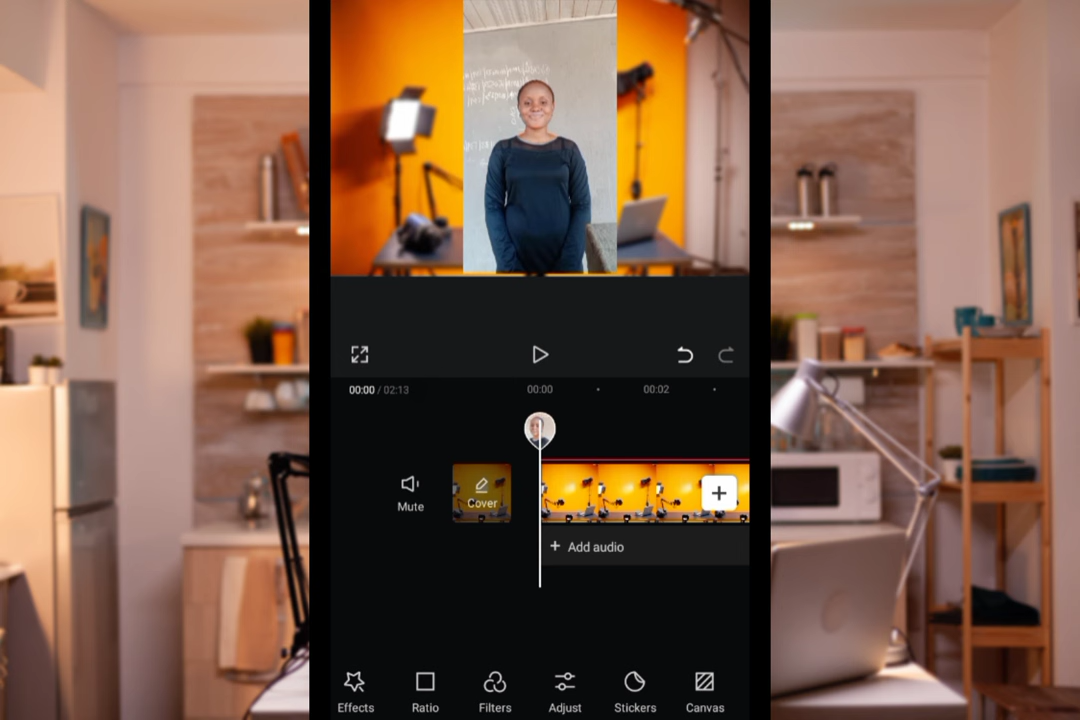 00:00 / 02:13
00:00
00:02
Mute
Cover
+ Add audio
Effects
Ratio
Filters
Adjust
Stickers
Canvas